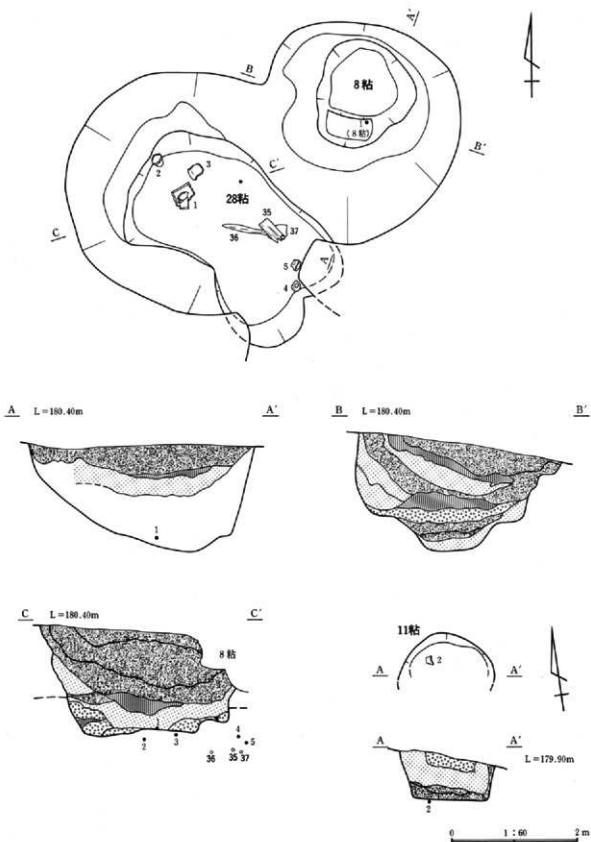 A′
B
8粘
1
(8粘)
B′
3
2
C′
28粘
1
35
C
36
37
A
5
4
A L=180.40m A′
B L=180.40m B′
1
C L=180.40m C′
8粘
11粘
2
A A′
4
2 3 5
36 35 37
A A′
L=179.90m
2
0 1:60 2m